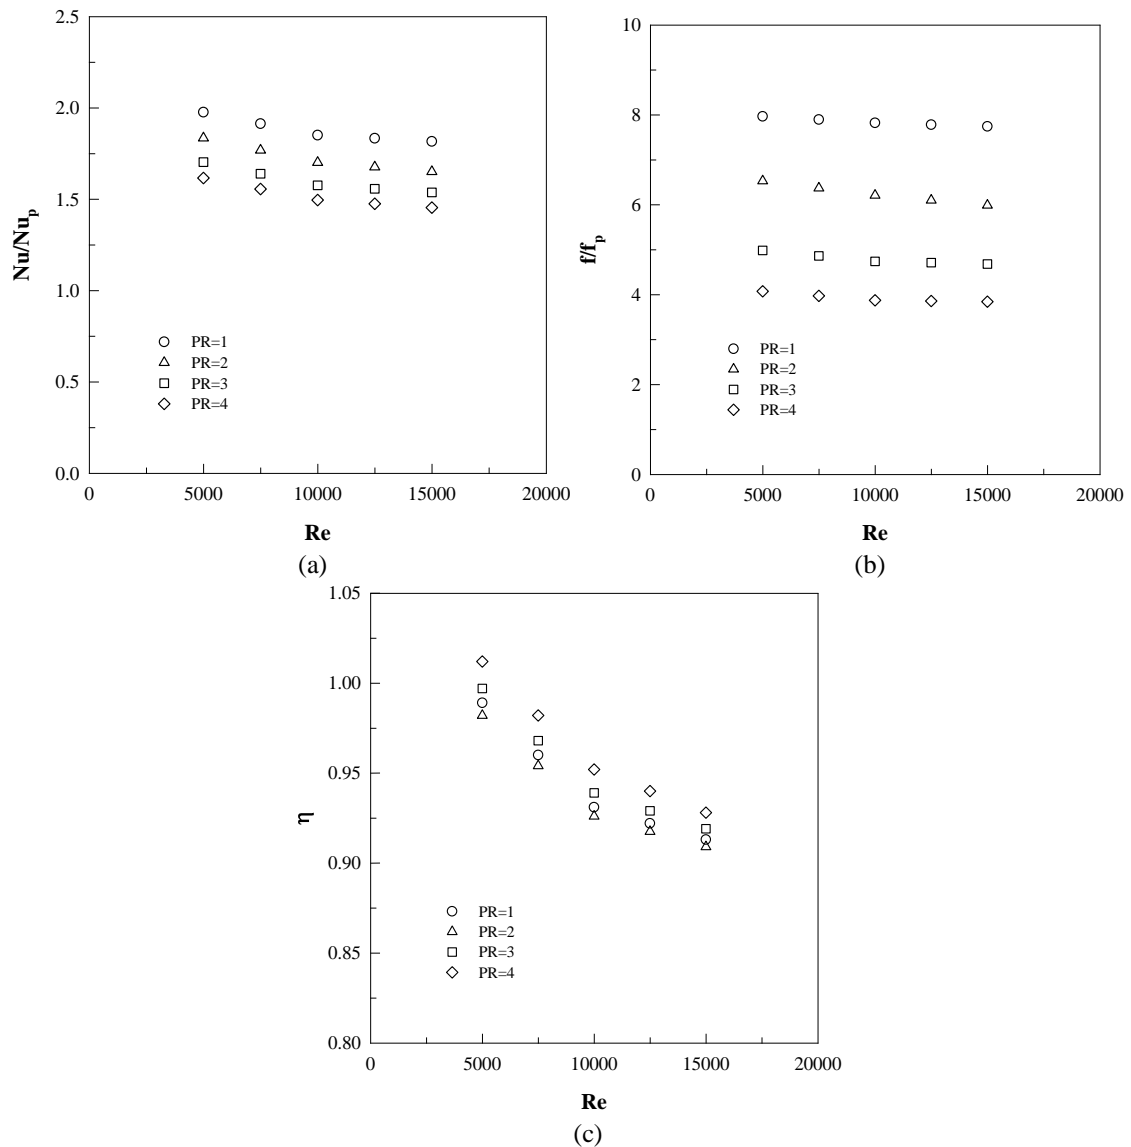 2.5
2.0
1.5
1.0
0.5
0.0
Nu/Nu_p
PR=1
PR=2
PR=3
PR=4
0 5000 10000 15000 20000
Re
(a)
10
8
6
4
2
0
f/f_p
PR=1
PR=2
PR=3
PR=4
0 5000 10000 15000 20000
Re
(b)
1.05
1.00
0.95
0.90
0.85
0.80
η
PR=1
PR=2
PR=3
PR=4
0 5000 10000 15000 20000
Re
(c)